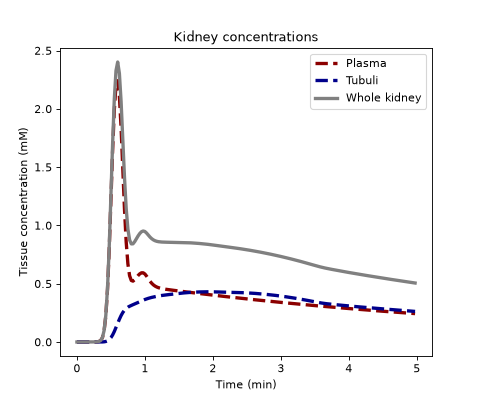 Kidney concentrations
Plasma
Tubuli
Whole kidney
Tissue concentration (mM)
2.5
2.0
1.5
1.0
0.5
0.0
0 1 2 3 4 5
Time (min)